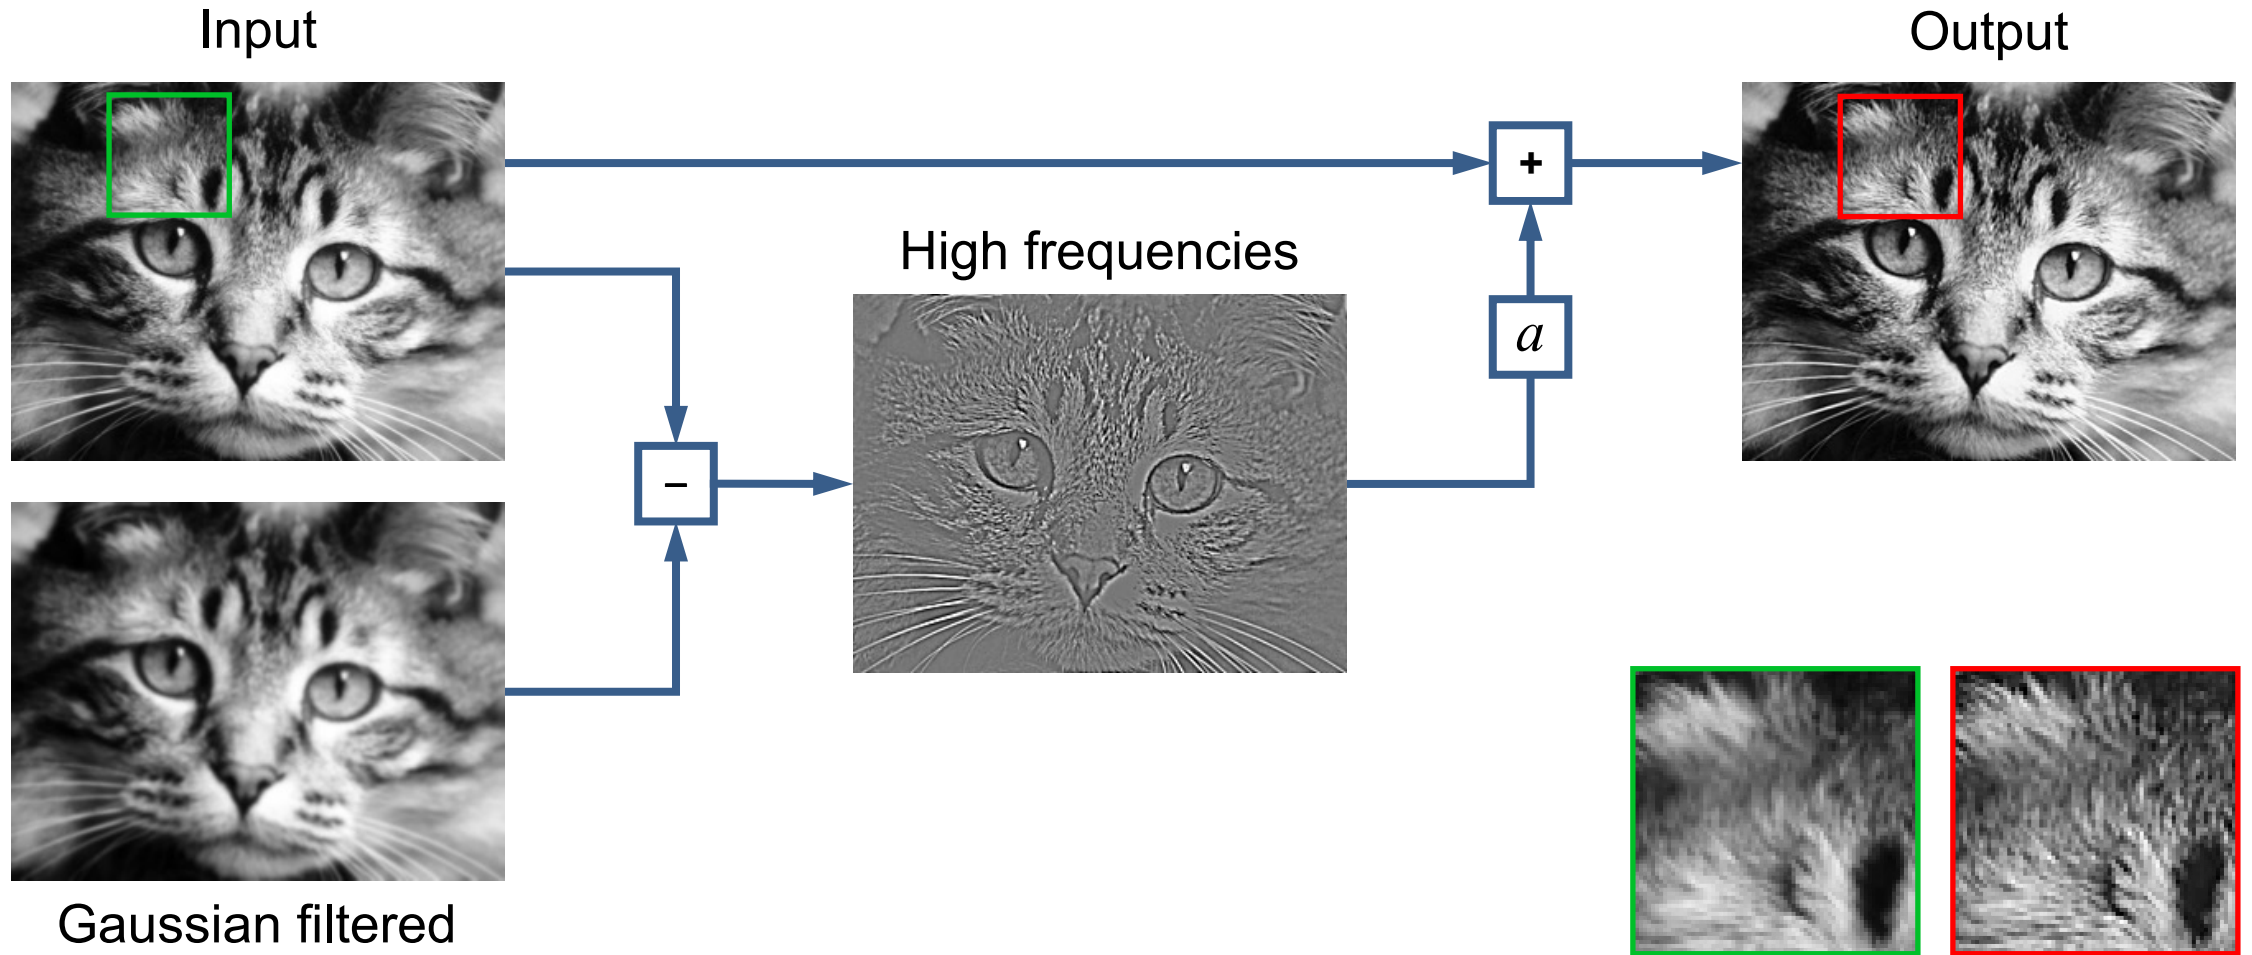 Input
Output
+
High frequencies
a
–
Gaussian filtered